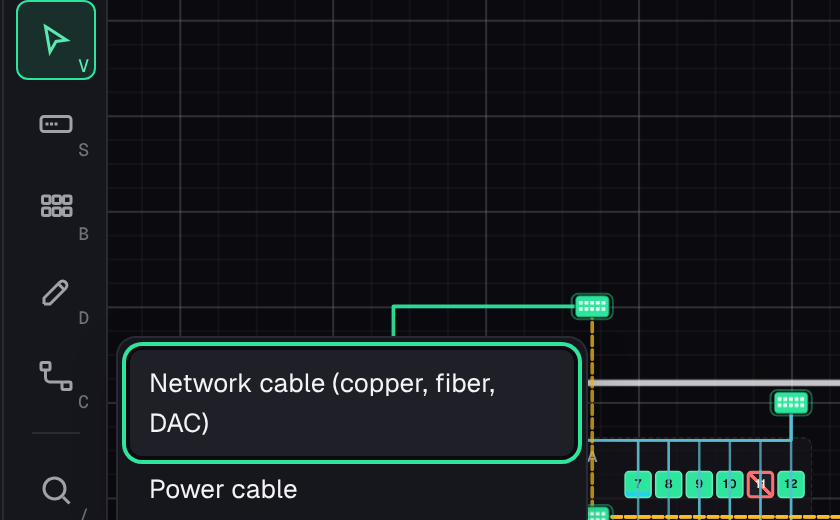 V
S
B
D
C
/
Network cable (copper, fiber,
DAC)
Power cable
A
7 8 9 10 11 12